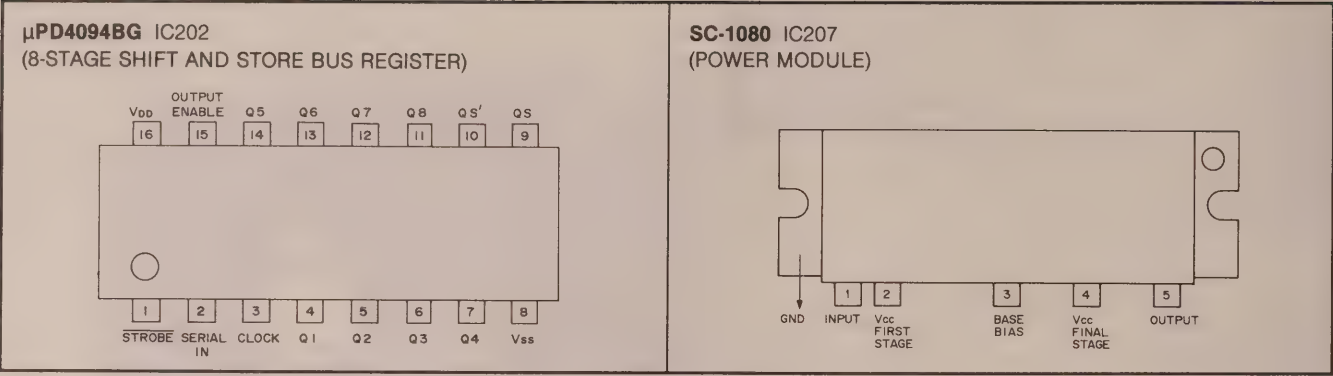 µPD4094BG IC202
(8-STAGE SHIFT AND STORE BUS REGISTER)
VDD OUTPUT ENABLE Q5 Q6 Q7 Q8 QS′ QS
16 15 14 13 12 11 10 9
1 2 3 4 5 6 7 8
STROBE SERIAL IN CLOCK Q1 Q2 Q3 Q4 Vss
SC-1080 IC207
(POWER MODULE)
1 2 3 4 5
GND INPUT Vcc FIRST STAGE BASE BIAS Vcc FINAL STAGE OUTPUT